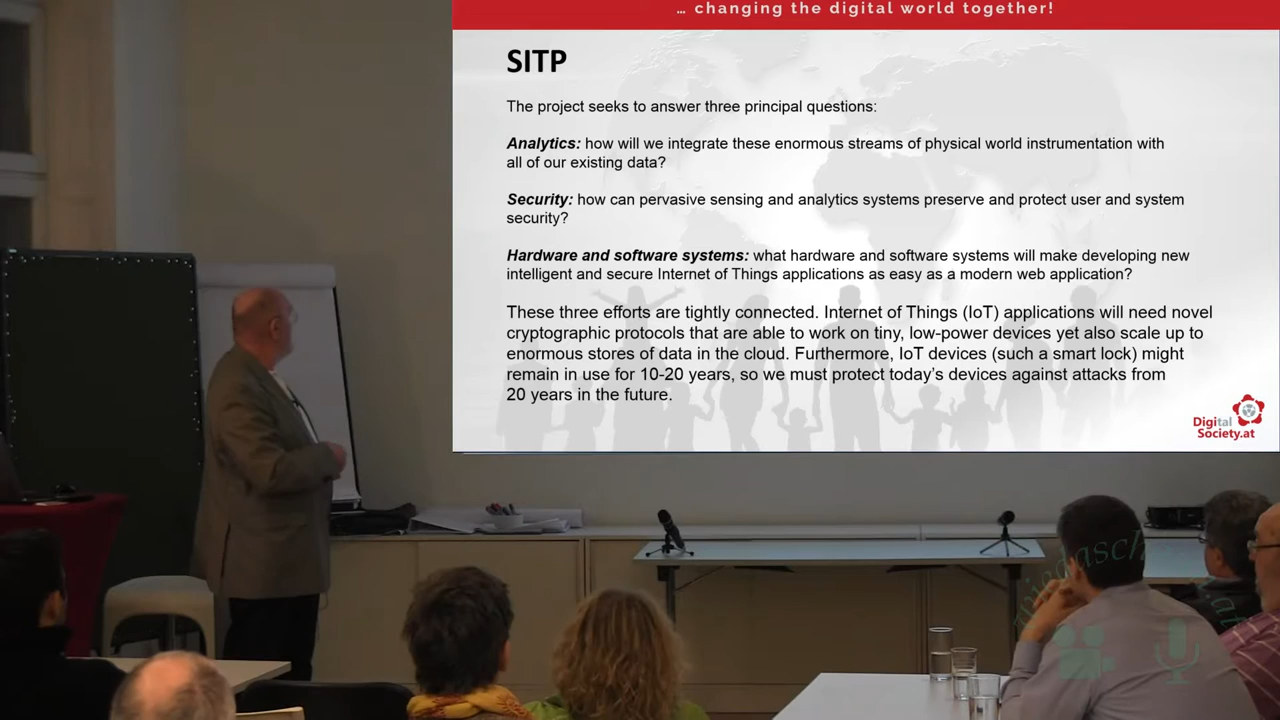 … changing the digital world together!
SITP
The project seeks to answer three principal questions:
Analytics: how will we integrate these enormous streams of physical world instrumentation with
all of our existing data?
Security: how can pervasive sensing and analytics systems preserve and protect user and system
security?
Hardware and software systems: what hardware and software systems will make developing new
intelligent and secure Internet of Things applications as easy as a modern web application?
These three efforts are tightly connected. Internet of Things (IoT) applications will need novel
cryptographic protocols that are able to work on tiny, low-power devices yet also scale up to
enormous stores of data in the cloud. Furthermore, IoT devices (such a smart lock) might
remain in use for 10-20 years, so we must protect today's devices against attacks from
20 years in the future.
Digital
Society.at